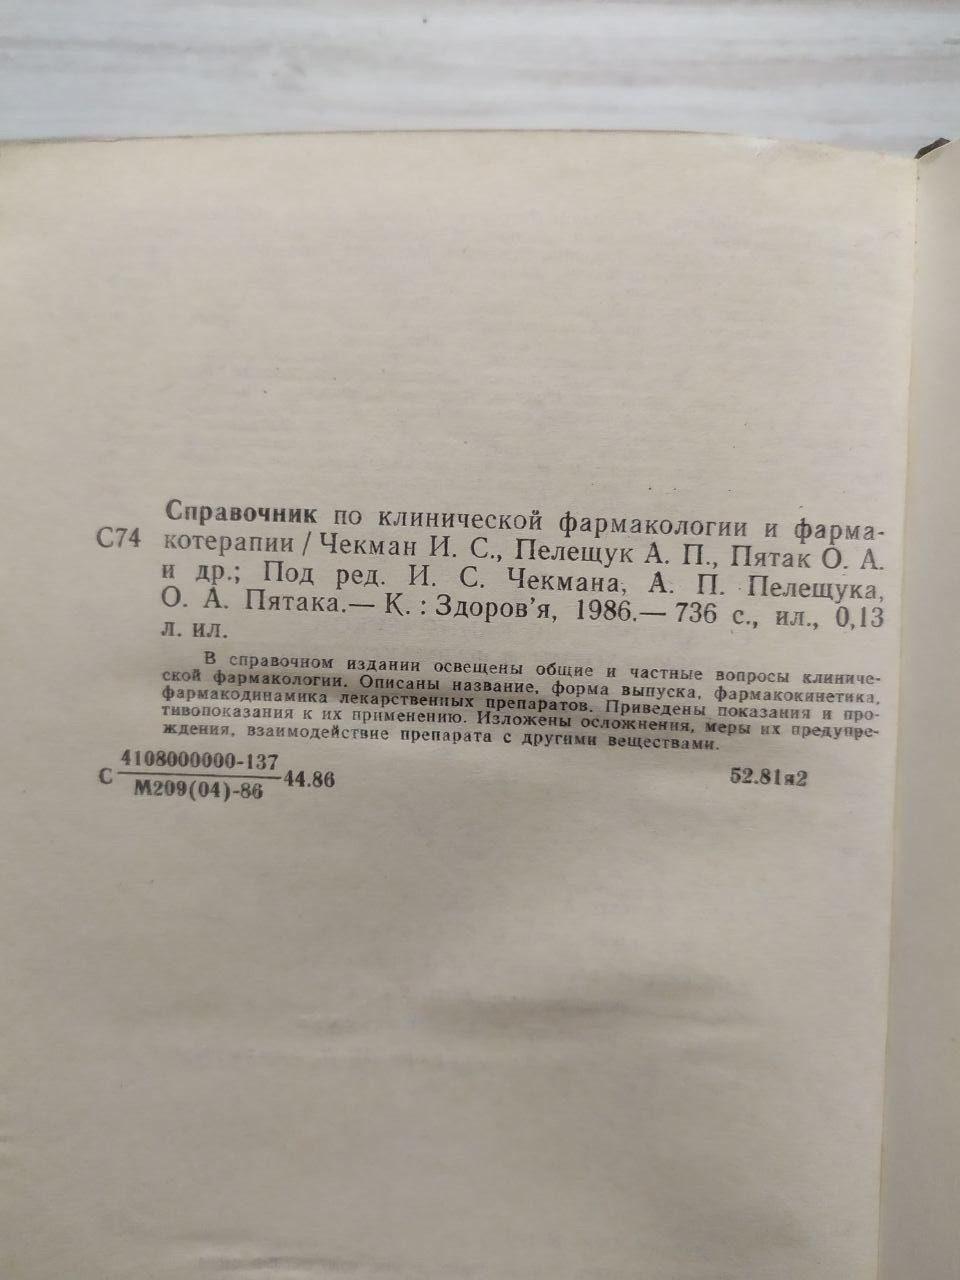 Справочник по клинической фармакологии и фарма-
С74 котерапии / Чекман И. С., Пелещук А. П., Пятак О. А.
и др.; Под ред. И. С. Чекмана, А. П. Пелещука,
О. А. Пятака.— К. : Здоров'я, 1986.— 736 с., ил., 0,13
л. ил.
В справочном издании освещены общие и частные вопросы клиниче-
ской фармакологии. Описаны название, форма выпуска, фармакокинетика,
фармакодинамика лекарственных препаратов. Приведены показания и про-
тивопоказания к их применению. Изложены осложнения, меры их предупре-
ждения, взаимодействие препарата с другими веществами.
4108000000-137
С 44.86 52.81я2
М209(04)-86